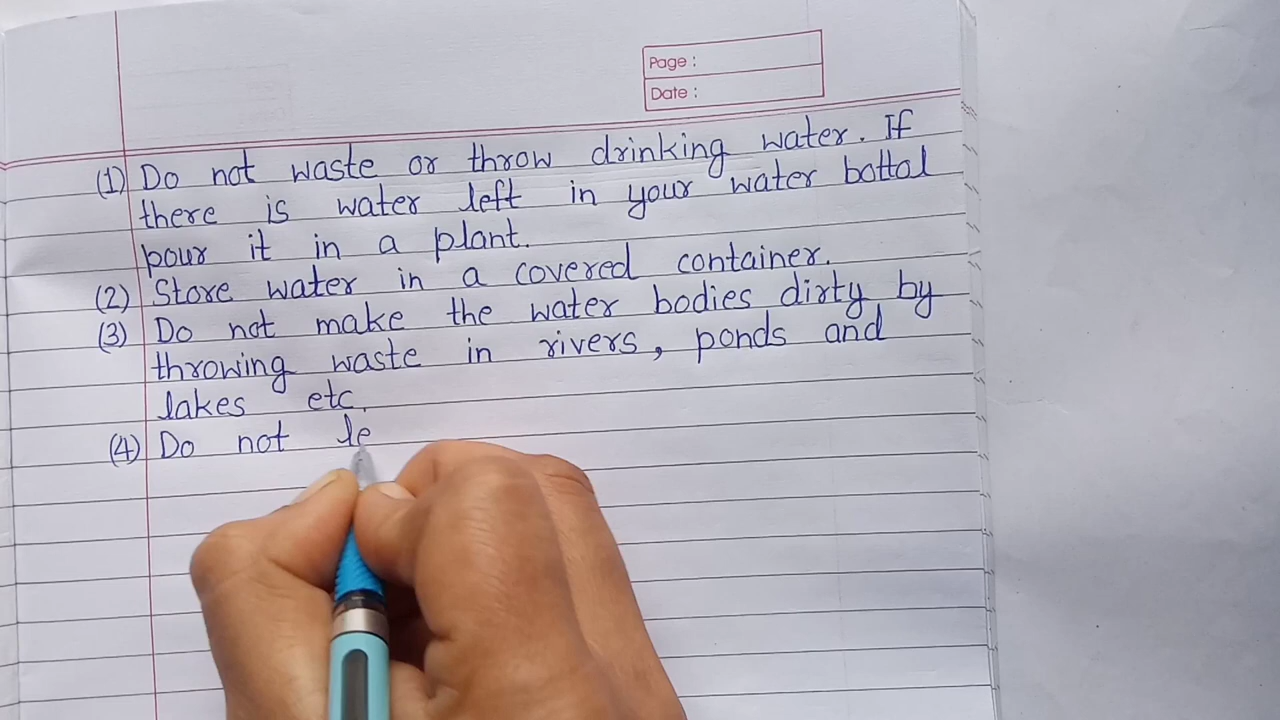 Page :
Date :
(1) Do not waste or throw drinking water. If
there is water left in your water bottol
pour it in a plant.
(2) Store water in a covered container.
(3) Do not make the water bodies dirty by
throwing waste in rivers, ponds and
lakes etc.
(4) Do not le